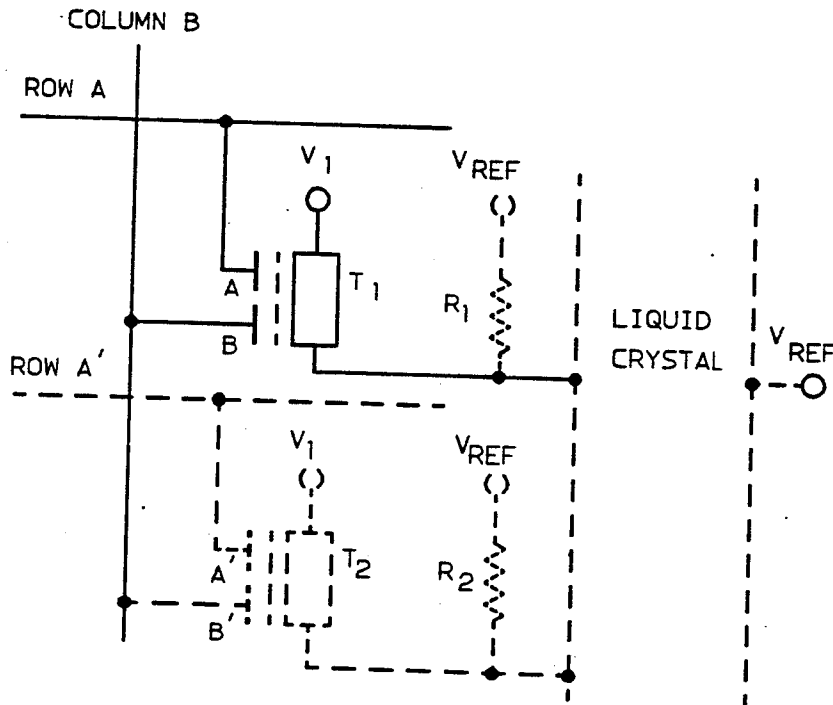 COLUMN B
ROW A
V1
VREF
A
T1
R1
B
LIQUID
CRYSTAL
VREF
ROW A'
V1
VREF
A'
T2
R2
B'